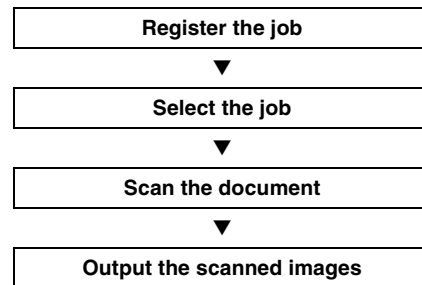 Register the job
Select the job
Scan the document
Output the scanned images